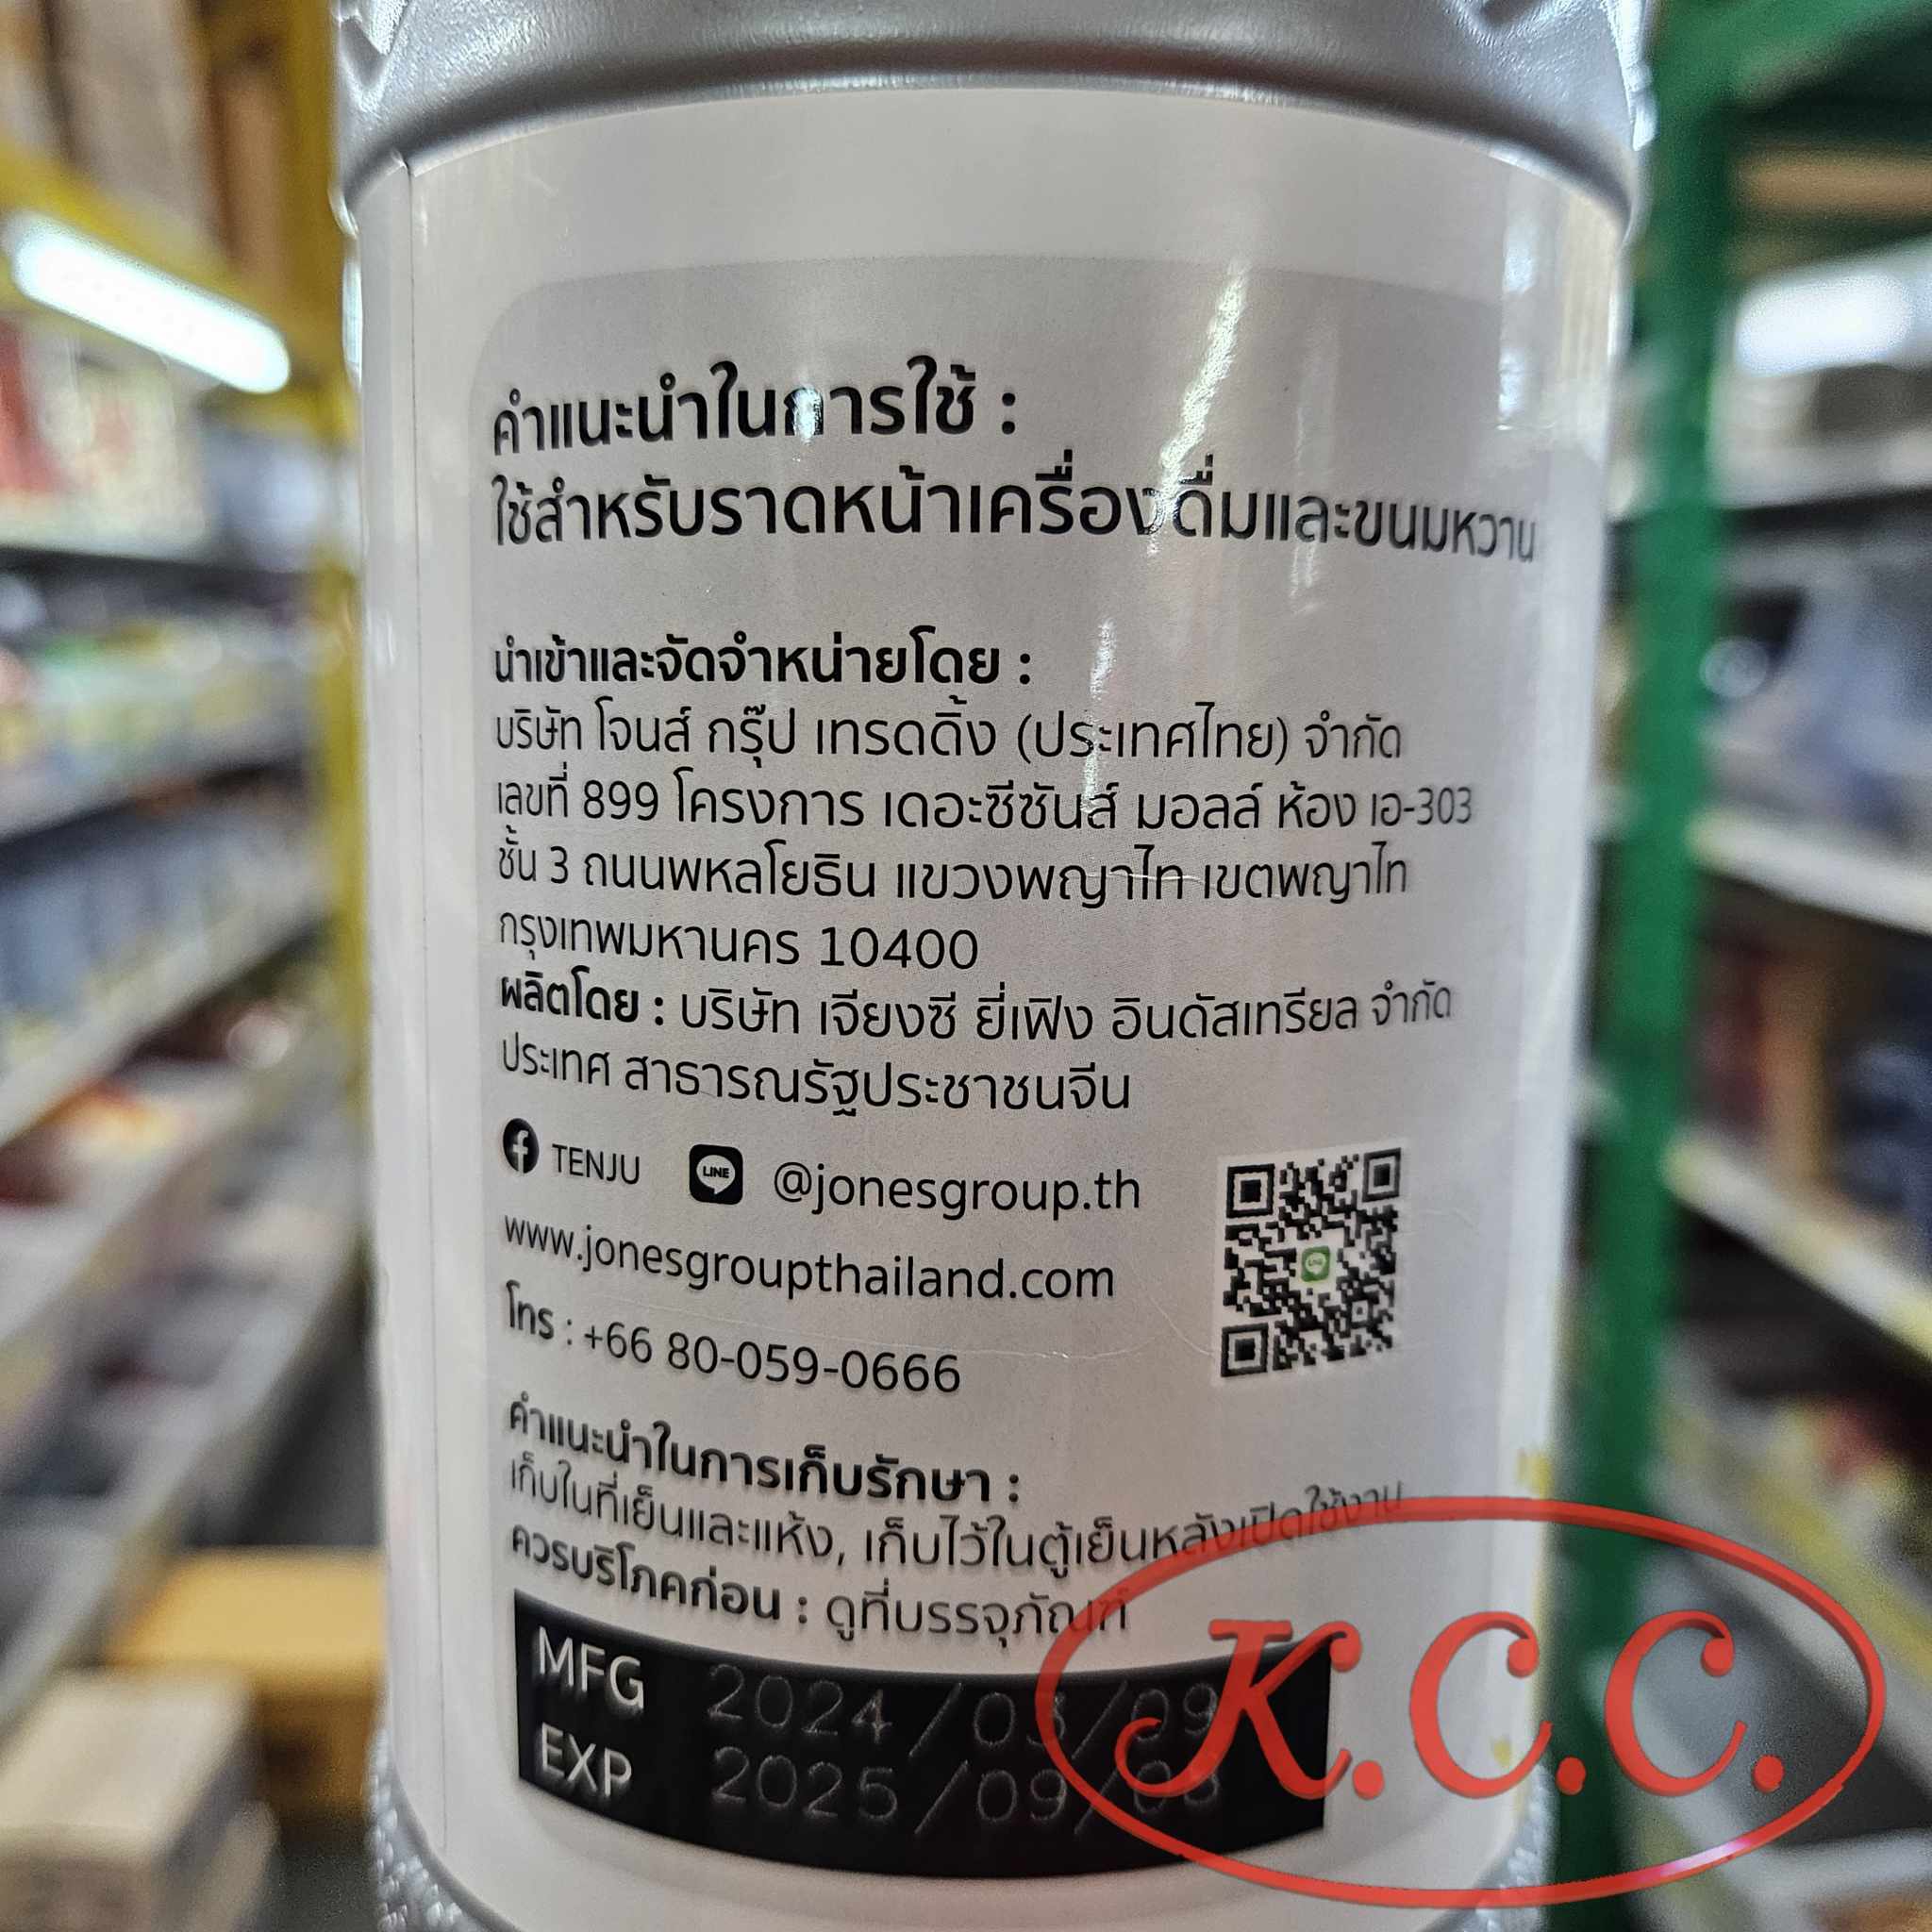 คำแนะนำในการใช้ :
ใช้สำหรับราดหน้าเครื่องดื่มและขนมหวาน
นำเข้าและจัดจำหน่ายโดย :
บริษัท โจนส์ กรุ๊ป เทรดดิ้ง (ประเทศไทย) จำกัด
เลขที่ 899 โครงการ เดอะซีซันส์ มอลล์ ห้อง เอ-303
ชั้น 3 ถนนพหลโยธิน แขวงพญาไท เขตพญาไท
กรุงเทพมหานคร 10400
ผลิตโดย : บริษัท เจียงซี ยี่เฟิง อินดัสเทรียล จำกัด
ประเทศ สาธารณรัฐประชาชนจีน
TENJU LINE @jonesgroup.th
www.jonesgroupthailand.com
โทร : +66 80-059-0666
คำแนะนำในการเก็บรักษา :
เก็บในที่เย็นและแห้ง, เก็บไว้ในตู้เย็นหลังเปิดใช้งาน
ควรบริโภคก่อน : ดูที่บรรจุภัณฑ์
MFG 2024/03/09
EXP 2025/09/08
K.C.C.